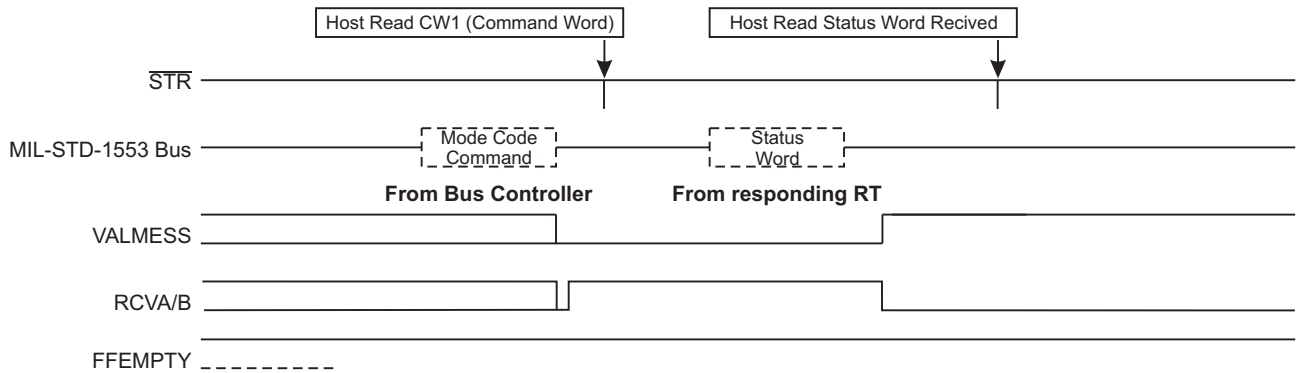 Host Read CW1 (Command Word)
Host Read Status Word Recived
STR
MIL-STD-1553 Bus
Mode Code
Command
Status
Word
From Bus Controller
From responding RT
VALMESS
RCVA/B
FFEMPTY